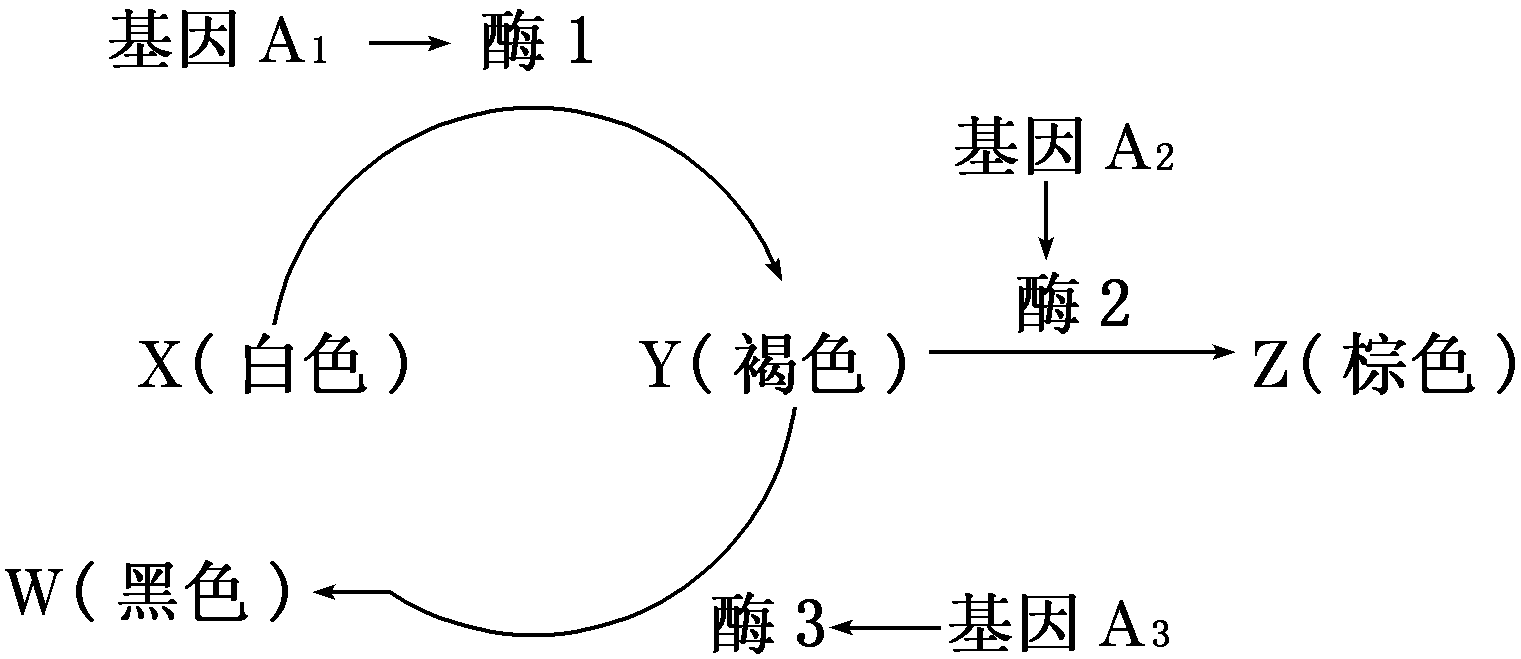 基因 A₁ → 酶 1
基因 A₂
酶 2
X(白色) Y(褐色) Z(棕色)
W(黑色) 酶 3 ← 基因 A₃